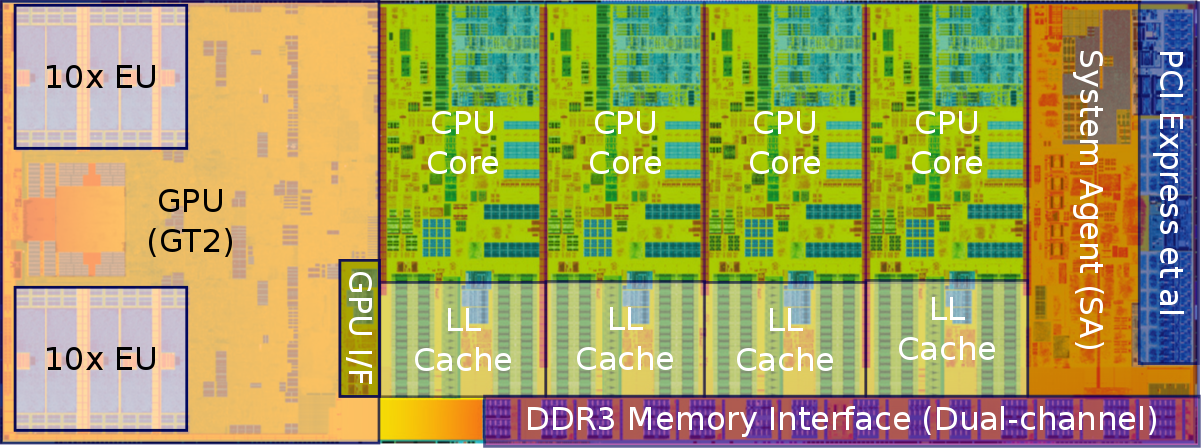 10x EU
GPU
(GT2)
10x EU
GPU I/F
CPU
Core
CPU
Core
CPU
Core
CPU
Core
LL
Cache
LL
Cache
LL
Cache
LL
Cache
System Agent (SA)
PCI Express et al
DDR3 Memory Interface (Dual-channel)